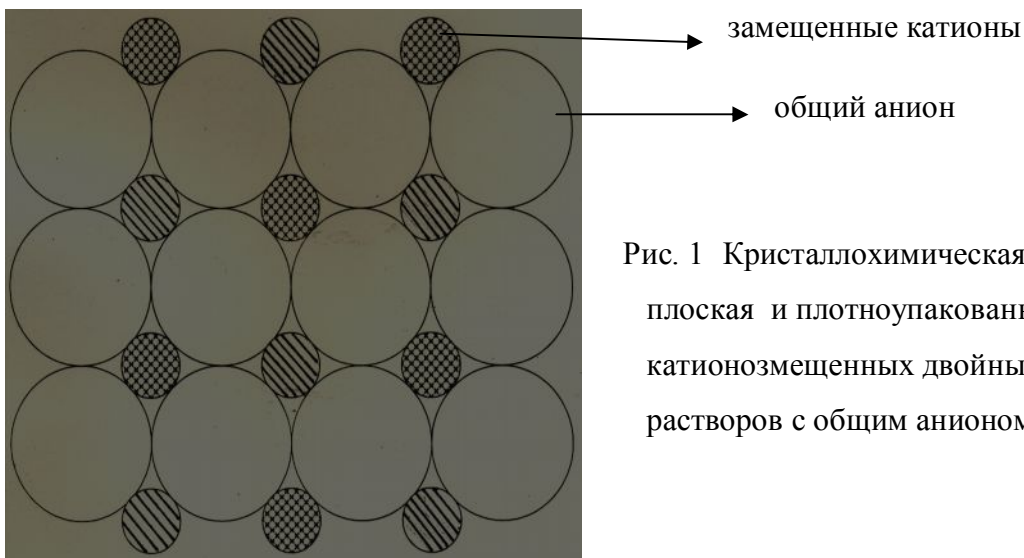 замещенные катионы
общий анион
Рис. 1 Кристаллохимическая
плоская и плотноупакованн
катионозмещенных двойны
растворов с общим анионом